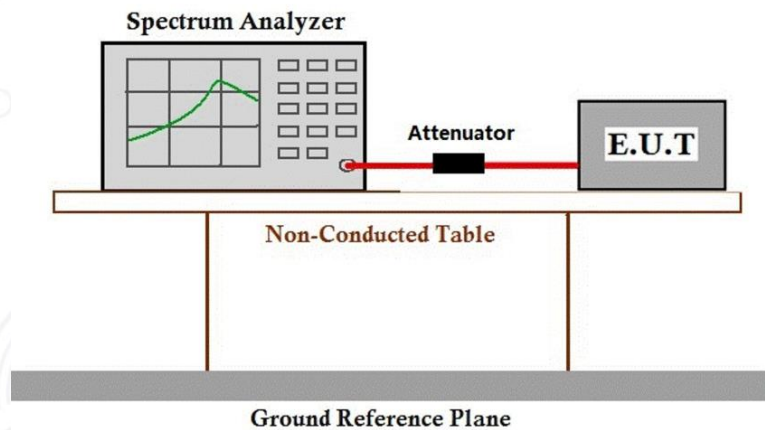 Spectrum Analyzer
Attenuator
E.U.T
Non-Conducted Table
Ground Reference Plane